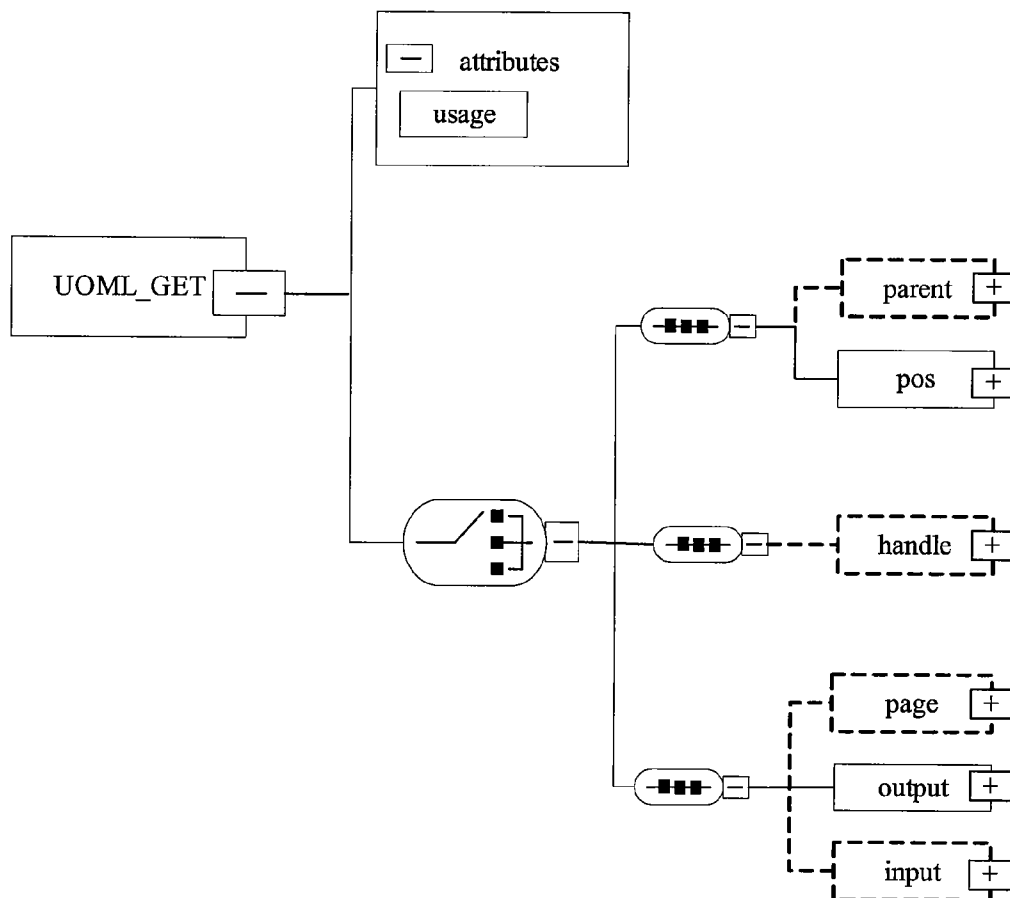 attributes
usage
UOML_GET
parent
pos
handle
page
output
input